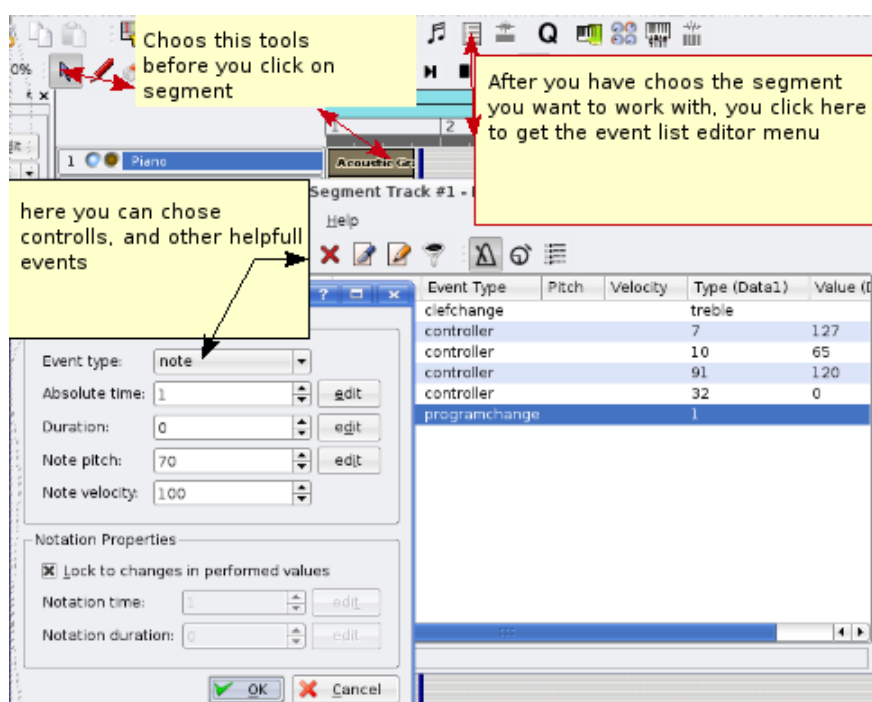 Choos this tools
before you click on
segment
0%
Q
After you have choos the segment
you want to work with, you click here
to get the event list editor menu
1
2
1 Piano
Acoustic
Segment Track #1 -
Help
here you can chose
controlls, and other helpfull
events
Event Type Pitch Velocity Type (Data1) Value (
clefchange treble
controller 7 127
controller 10 65
controller 91 120
controller 32 0
programchange 1
Event type: note
Absolute time: 1 edit
Duration: 0 edit
Note pitch: 70 edit
Note velocity: 100
Notation Properties
Lock to changes in performed values
Notation time: 1 edit
Notation duration: 0 edit
OK Cancel